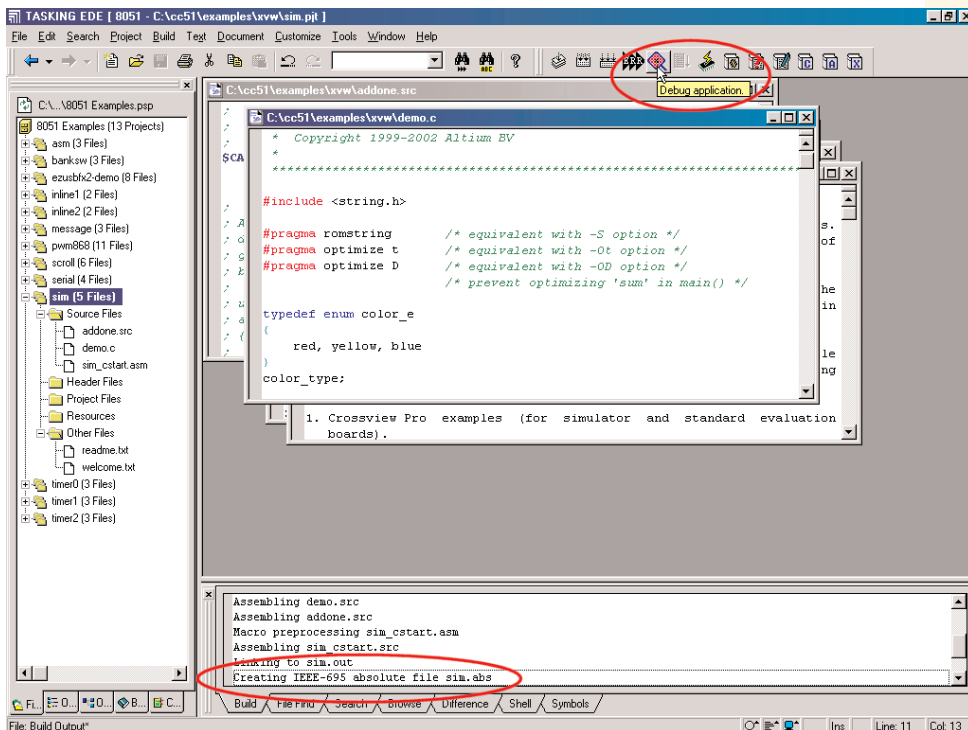 TASKING EDE [ 8051 - C:\cc51\examples\xvw\sim.pjt ]
File Edit Search Project Build Text Document Customize Tools Window Help
ERR
ABC
Debug application.
C:\...\8051 Examples.psp
8051 Examples (13 Projects)
asm (3 Files)
banksw (3 Files)
ezusbfx2-demo (8 Files)
inline1 (2 Files)
inline2 (2 Files)
message (3 Files)
pwm868 (11 Files)
scroll (6 Files)
serial (4 Files)
sim (5 Files)
Source Files
addone.src
demo.c
sim_cstart.asm
Header Files
Project Files
Resources
Other Files
readme.txt
welcome.txt
timer0 (3 Files)
timer1 (3 Files)
timer2 (3 Files)
C:\cc51\examples\xvw\addone.src
$CA
C:\cc51\examples\xvw\demo.c
* Copyright 1999-2002 Altium BV
*
#include <string.h>
#pragma romstring /* equivalent with -S option */
#pragma optimize t /* equivalent with -Ot option */
#pragma optimize D /* equivalent with -OD option */
/* prevent optimizing 'sum' in main() */
typedef enum color_e
{
red, yellow, blue
}
color_type;
s.
of
he
in
le
ng
1. Crossview Pro examples (for simulator and standard evaluation
boards).
Assembling demo.src
Assembling addone.src
Macro preprocessing sim_cstart.asm
Assembling sim_cstart.src
Linking to sim.out
Creating IEEE-695 absolute file sim.abs
Fi... O... O... B... C...
Build File Find Search Browse Difference Shell Symbols
File: Build Output* Ins Line: 11 Col: 13